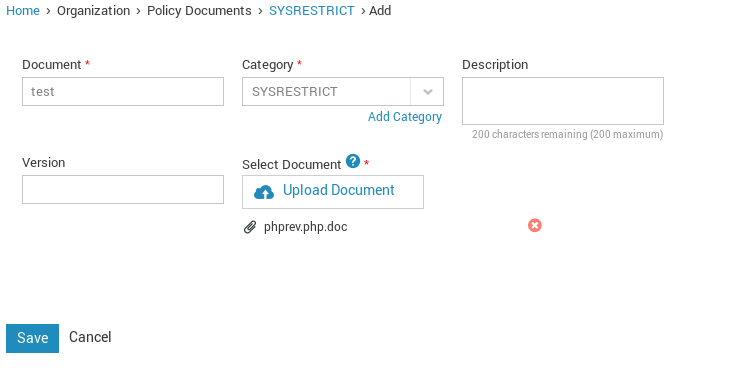 Home › Organization › Policy Documents › SYSRESTRICT › Add
Document * Category * Description
test SYSRESTRICT
Add Category
200 characters remaining (200 maximum)
Version Select Document ? *
Upload Document
phprev.php.doc
Save Cancel